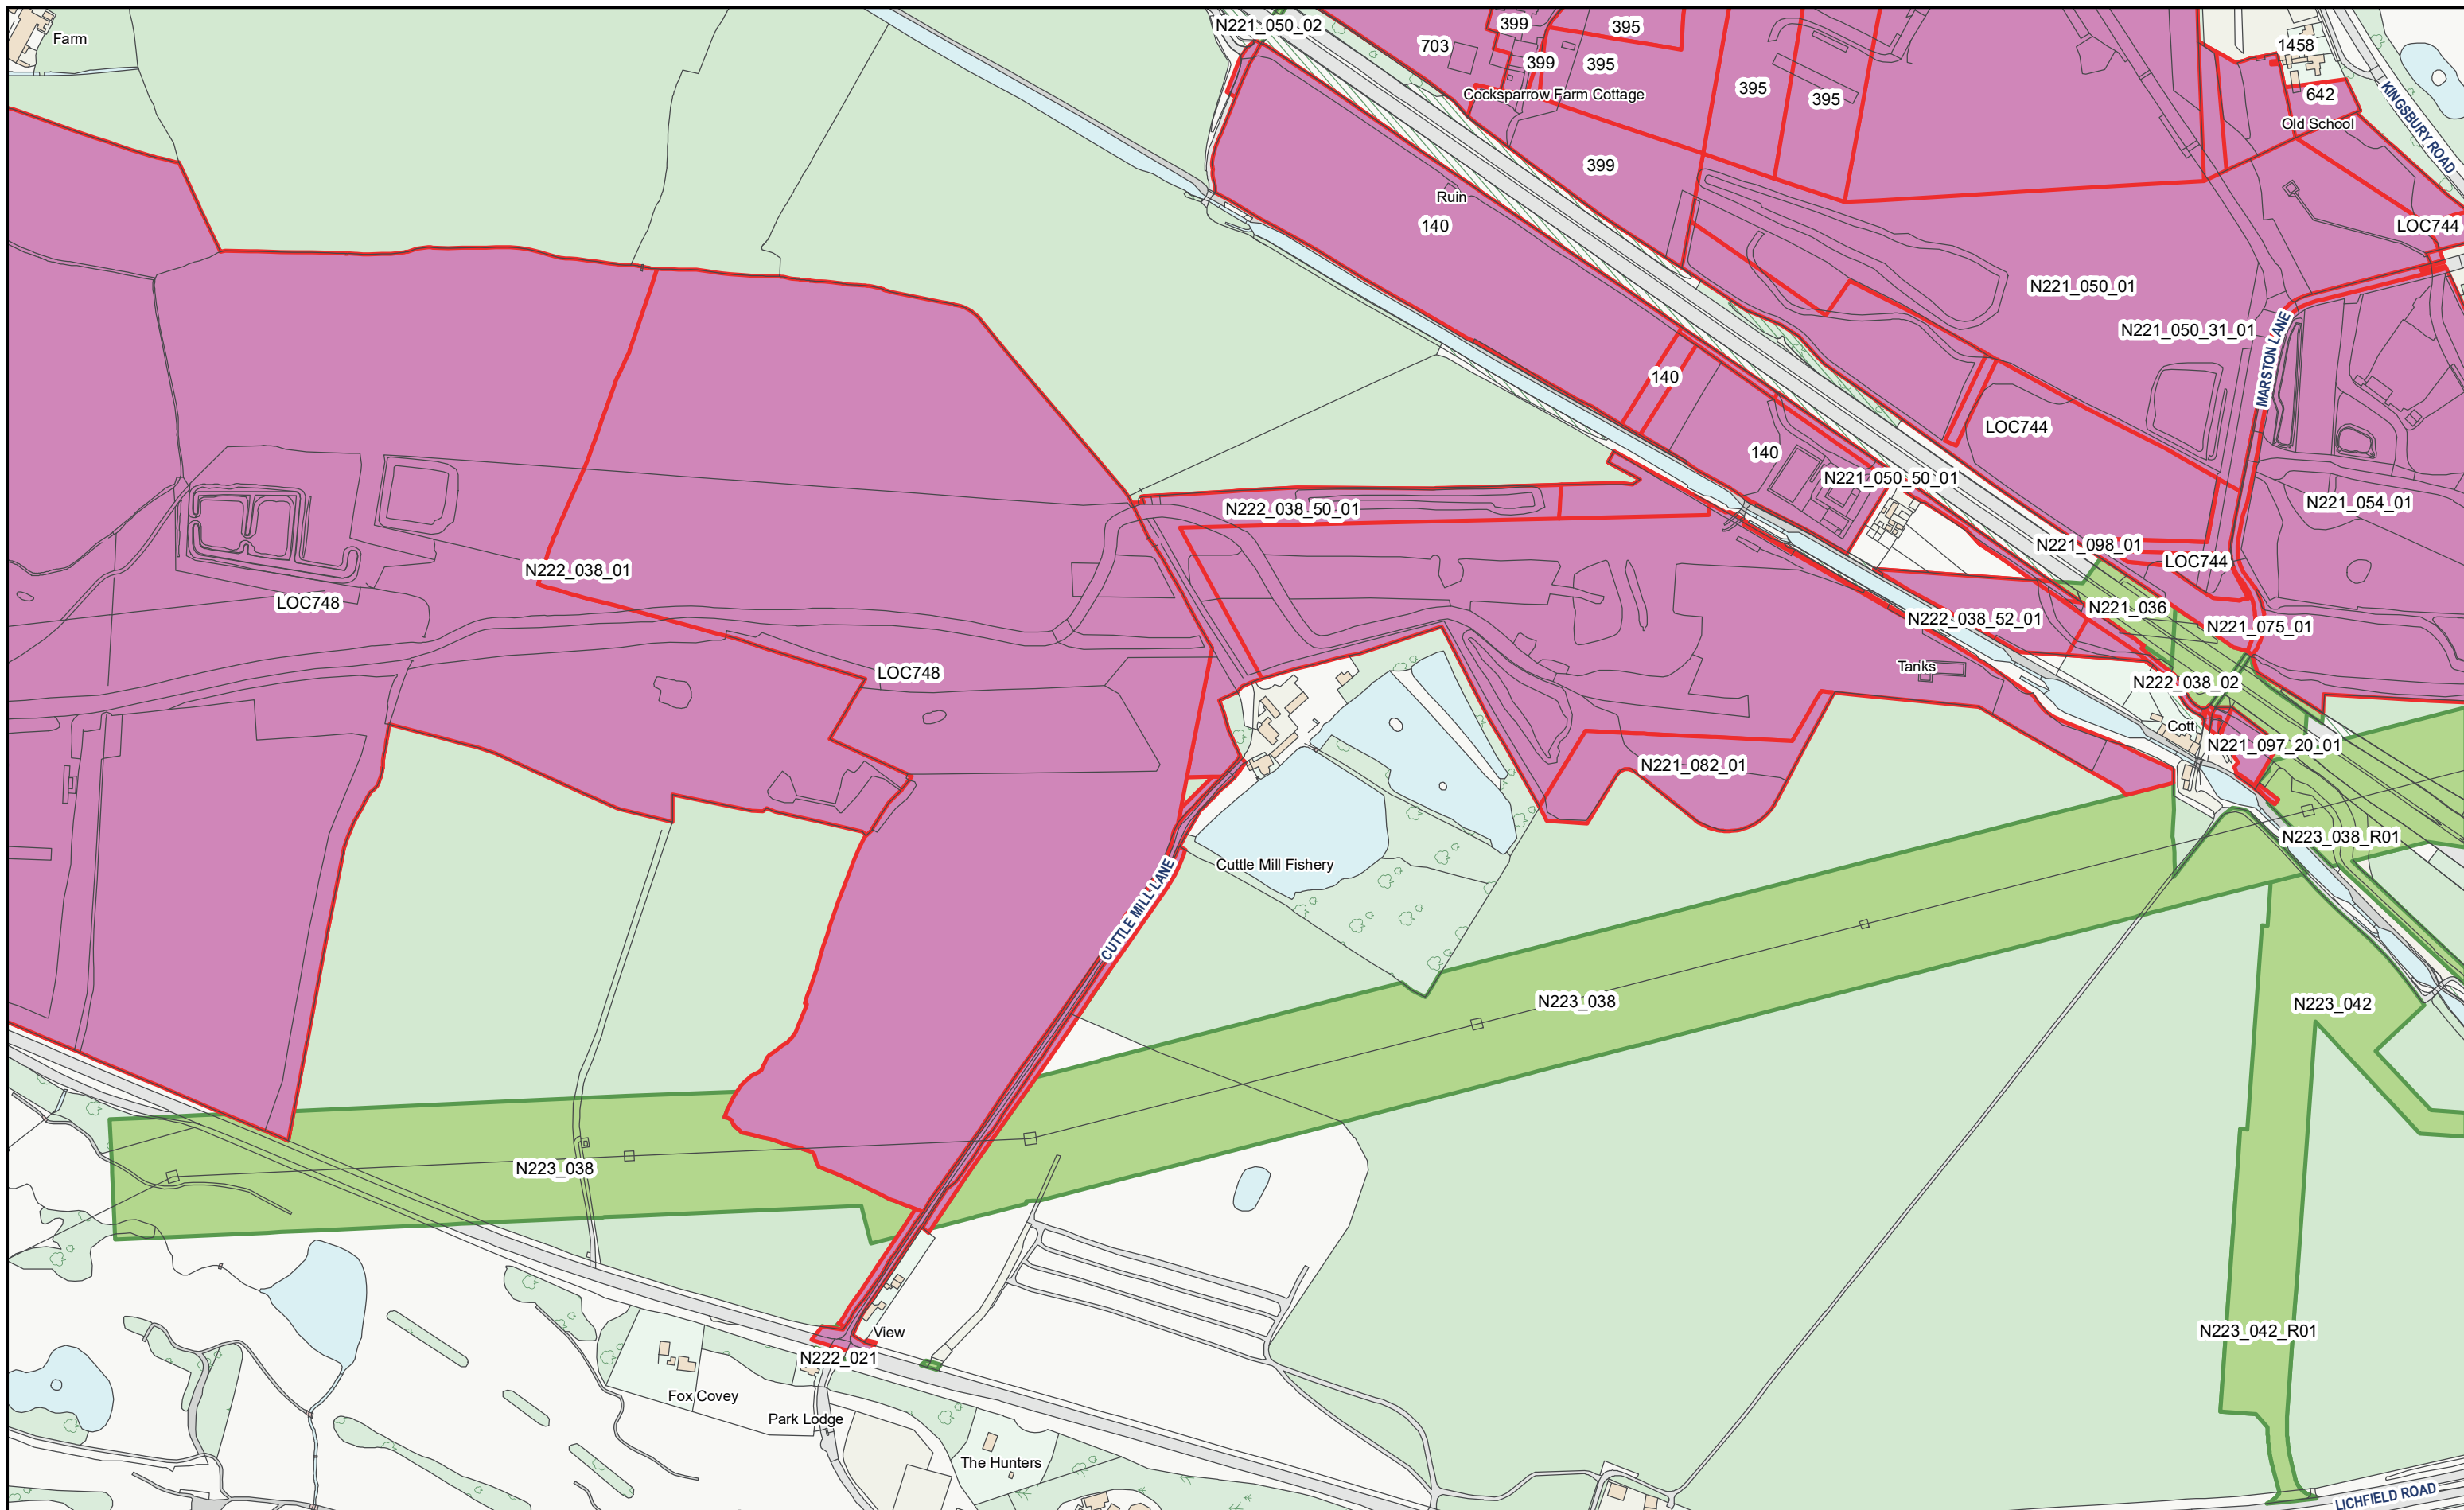 N221_050_02
399
395
Farm
703
1458
399
395
395
Cocksparrow Farm Cottage
395
642
KINGSBURY ROAD
Old School
399
Ruin
140
LOC744
N221_050_01
N221_050_31_01
MARSTON LANE
140
LOC744
140
N221_050_50_01
N222_038_50_01
N221_054_01
N221_098_01
LOC744
N222_038_01
LOC748
N221_036
N222_038_52_01
N221_075_01
LOC748
Tanks
N222_038_02
Cott
N221_097_20_01
N221_082_01
N223_038_R01
Cuttle Mill Fishery
CUTTLE MILL LANE
N223_038
N223_042
N223_038
View
N223_042_R01
N222_021
Fox Covey
Park Lodge
The Hunters
LICHFIELD ROAD